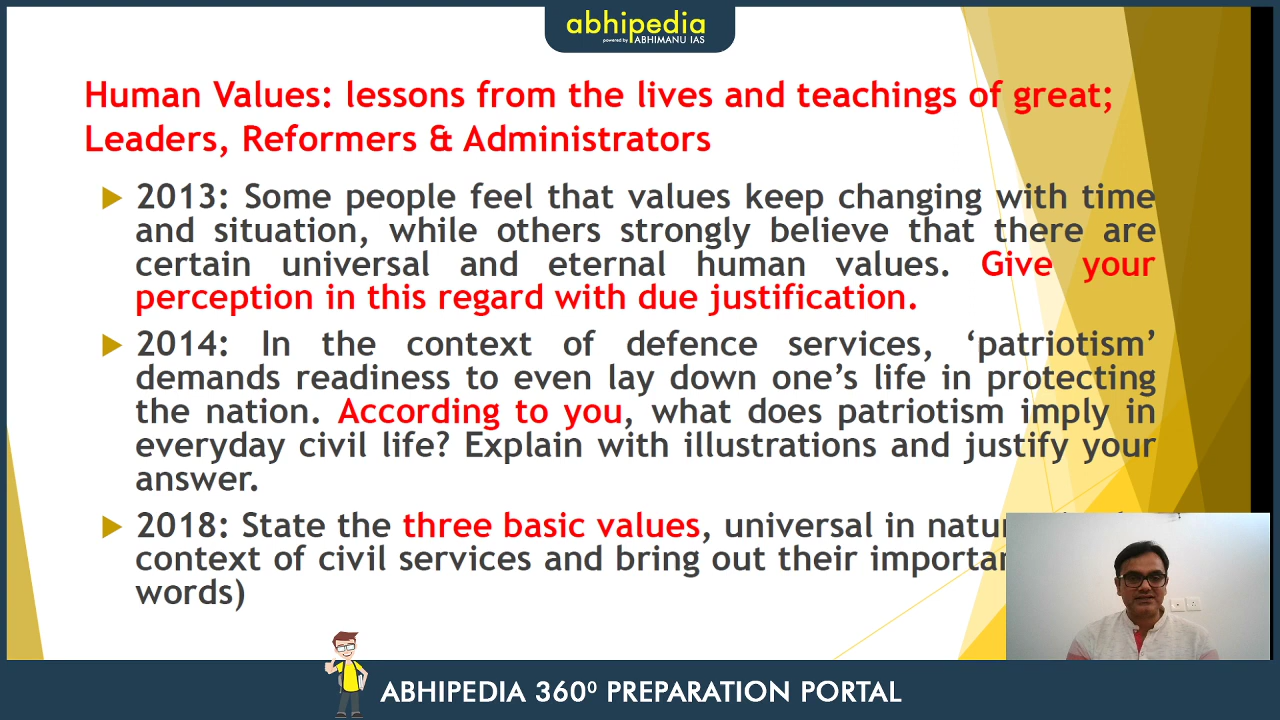 abhipedia
powered by ABHIMANU IAS
Human Values: lessons from the lives and teachings of great;
Leaders, Reformers & Administrators
2013: Some people feel that values keep changing with time
and situation, while others strongly believe that there are
certain universal and eternal human values. Give your
perception in this regard with due justification.
2014: In the context of defence services, ‘patriotism’
demands readiness to even lay down one’s life in protecting
the nation. According to you, what does patriotism imply in
everyday civil life? Explain with illustrations and justify your
answer.
2018: State the three basic values, universal in
context of civil services and bring out their
words)
ABHIPEDIA 360⁰ PREPARATION PORTAL